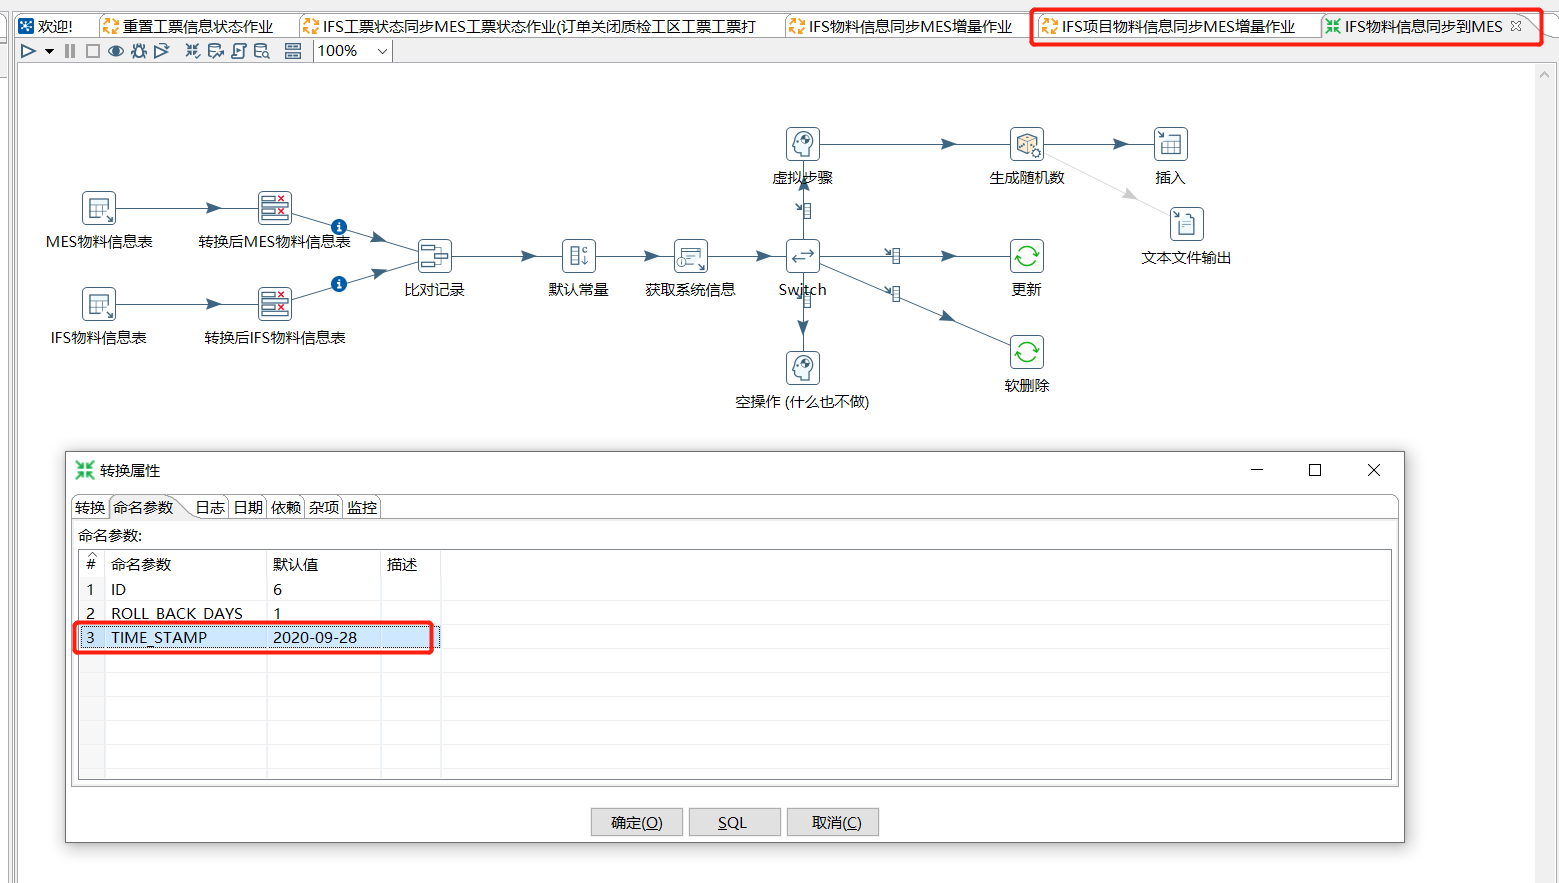 欢迎!
重置工票信息状态作业
IFS工票状态同步MES工票状态作业(订单关闭质检工区工票工票打
IFS物料信息同步MES增量作业
IFS项目物料信息同步MES增量作业
IFS物料信息同步到MES
100%
虚拟步骤
生成随机数
插入
MES物料信息表
转换后MES物料信息表
文本文件输出
比对记录
默认常量
获取系统信息
Switch
更新
IFS物料信息表
转换后IFS物料信息表
软删除
空操作 (什么也不做)
转换属性
转换 命名参数 日志 日期 依赖 杂项 监控
命名参数:
# 命名参数 默认值 描述
1 ID 6
2 ROLL_BACK_DAYS 1
3 TIME_STAMP 2020-09-28
确定(O) SQL 取消(C)